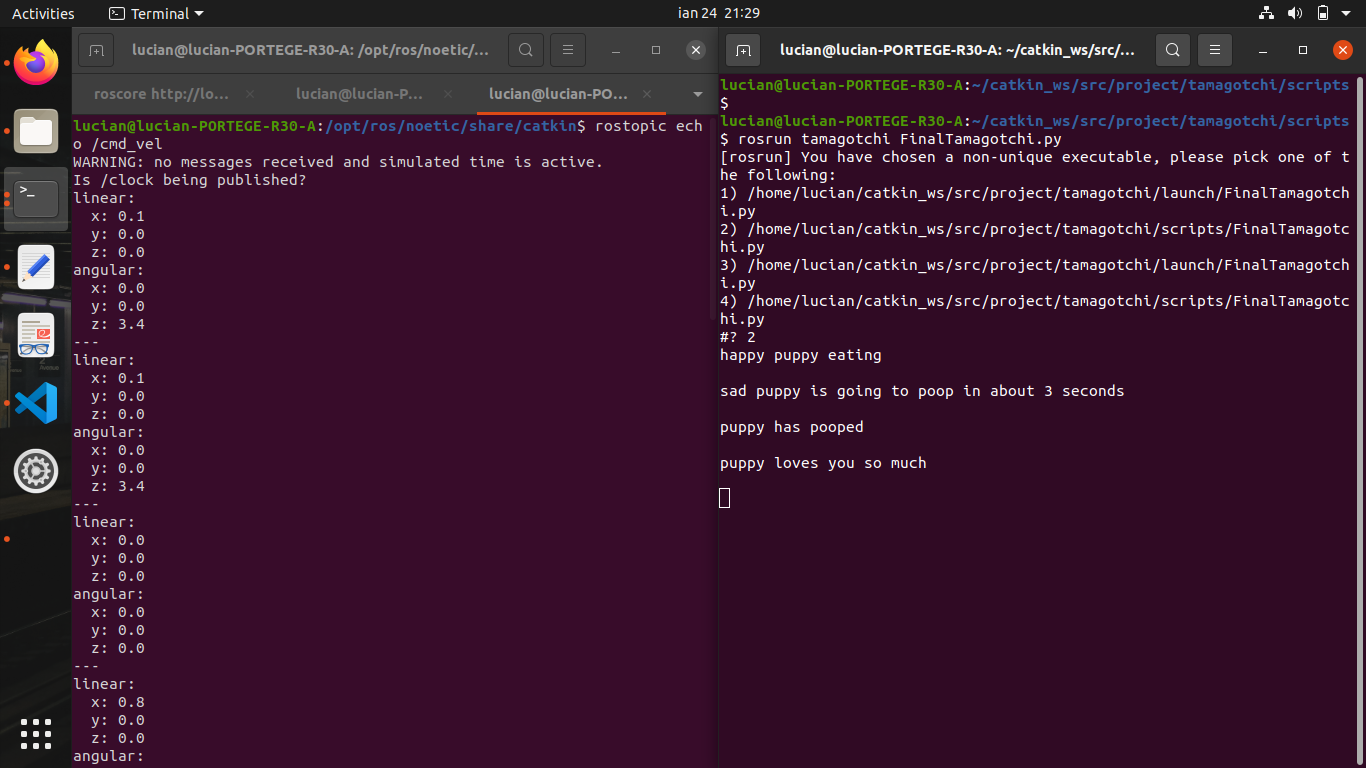 Activities
Terminal
ian 24 21:29
lucian@lucian-PORTEGE-R30-A: /opt/ros/noetic/...
roscore http://lo...
lucian@lucian-P...
lucian@lucian-PO...
lucian@lucian-PORTEGE-R30-A:/opt/ros/noetic/share/catkin$ rostopic ech
o /cmd_vel
WARNING: no messages received and simulated time is active.
Is /clock being published?
linear:
  x: 0.1
  y: 0.0
  z: 0.0
angular:
  x: 0.0
  y: 0.0
  z: 3.4
---
linear:
  x: 0.1
  y: 0.0
  z: 0.0
angular:
  x: 0.0
  y: 0.0
  z: 3.4
---
linear:
  x: 0.0
  y: 0.0
  z: 0.0
angular:
  x: 0.0
  y: 0.0
  z: 0.0
---
linear:
  x: 0.8
  y: 0.0
  z: 0.0
angular:
lucian@lucian-PORTEGE-R30-A: ~/catkin_ws/src/...
lucian@lucian-PORTEGE-R30-A:~/catkin_ws/src/project/tamagotchi/scripts
$
lucian@lucian-PORTEGE-R30-A:~/catkin_ws/src/project/tamagotchi/scripts
$ rosrun tamagotchi FinalTamagotchi.py
[rosrun] You have chosen a non-unique executable, please pick one of t
he following:
1) /home/lucian/catkin_ws/src/project/tamagotchi/launch/FinalTamagotch
i.py
2) /home/lucian/catkin_ws/src/project/tamagotchi/scripts/FinalTamagotc
hi.py
3) /home/lucian/catkin_ws/src/project/tamagotchi/launch/FinalTamagotch
i.py
4) /home/lucian/catkin_ws/src/project/tamagotchi/scripts/FinalTamagotc
hi.py
#? 2
happy puppy eating
sad puppy is going to poop in about 3 seconds
puppy has pooped
puppy loves you so much